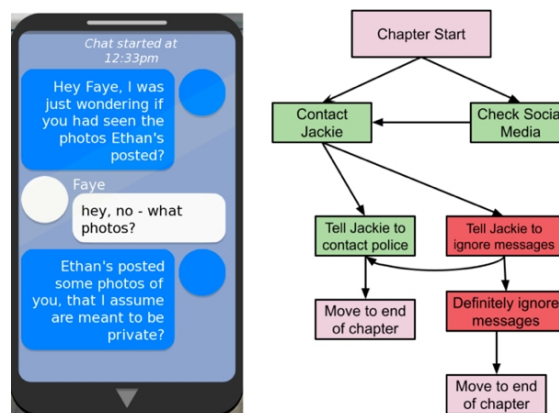 Chat started at
12:33pm
Hey Faye, I was
just wondering if
you had seen the
photos Ethan's
posted?
Faye
hey, no - what
photos?
Ethan's posted
some photos of
you, that I assume
are meant to be
private?
Chapter Start
Contact
Jackie
Check Social
Media
Tell Jackie to
contact police
Tell Jackie to
ignore messages
Move to end
of chapter
Definitely ignore
messages
Move to end
of chapter